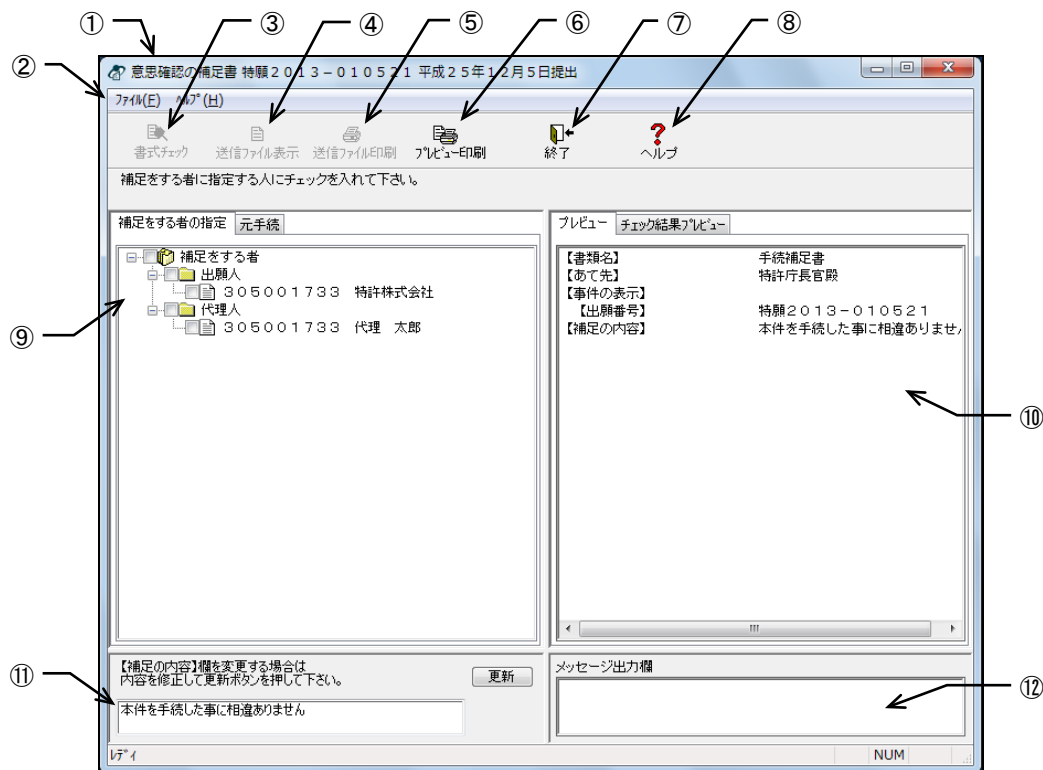 ① ③ ④ ⑤ ⑥ ⑦ ⑧
②
意思確認の補足書 特願２０１３－０１０５２１ 平成２５年１２月５日提出
ﾌｧｲﾙ(F) ﾍﾙﾌﾟ(H)
書式ﾁｪｯｸ 送信ﾌｧｲﾙ表示 送信ﾌｧｲﾙ印刷 ﾌﾟﾚﾋﾞｭｰ印刷 終了 ヘルプ
補足をする者に指定する人にチェックを入れて下さい。
補足をする者の指定 元手続
補足をする者
出願人
３０５００１７３３ 特許株式会社
代理人
３０５００１７３３ 代理 太郎
⑨
プレビュー チェック結果ﾌﾟﾚﾋﾞｭｰ
【書類名】 手続補足書
【あて先】 特許庁長官殿
【事件の表示】
【出願番号】 特願２０１３－０１０５２１
【補足の内容】 本件を手続した事に相違ありませ
⑩
⑪
【補足の内容】欄を変更する場合は
内容を修正して更新ボタンを押して下さい。
更新
本件を手続した事に相違ありません
メッセージ出力欄
⑫
ﾚﾃﾞｨ NUM